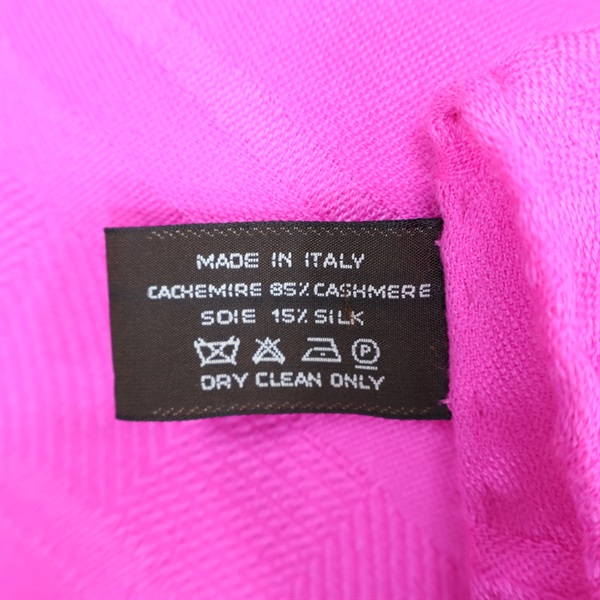 MADE IN ITALY
CACHEMIRE 85% CASHMERE
SOIE 15% SILK
P
DRY CLEAN ONLY